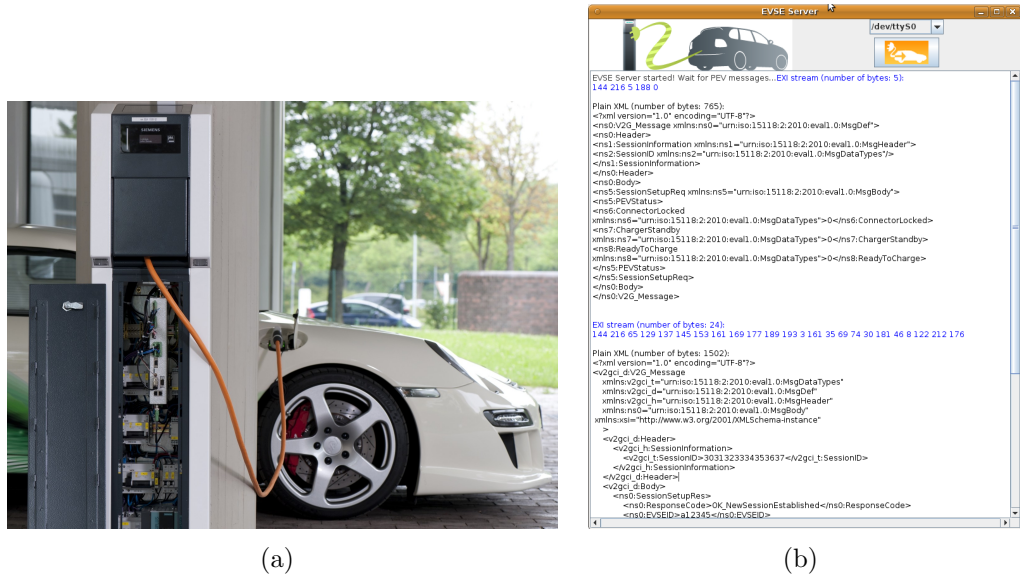 SIEMENS
EVSE Server
/dev/ttyS0
EVSE Server started! Wait for PEV messages...EXI stream (number of bytes: 5):
144 216 5 188 0
Plain XML (number of bytes: 765):
<?xml version="1.0" encoding="UTF-8"?>
<ns0:V2G_Message xmlns:ns0="urn:iso:15118:2:2010:eval1.0:MsgDef">
<ns0:Header>
<ns1:SessionInformation xmlns:ns1="urn:iso:15118:2:2010:eval1.0:MsgHeader">
<ns2:SessionID xmlns:ns2="urn:iso:15118:2:2010:eval1.0:MsgDataTypes"/>
</ns1:SessionInformation>
</ns0:Header>
<ns0:Body>
<ns5:SessionSetupReq xmlns:ns5="urn:iso:15118:2:2010:eval1.0:MsgBody">
<ns5:PEVStatus>
<ns6:ConnectorLocked
xmlns:ns6="urn:iso:15118:2:2010:eval1.0:MsgDataTypes">0</ns6:ConnectorLocked>
<ns7:ChargerStandby
xmlns:ns7="urn:iso:15118:2:2010:eval1.0:MsgDataTypes">0</ns7:ChargerStandby>
<ns8:ReadyToCharge
xmlns:ns8="urn:iso:15118:2:2010:eval1.0:MsgDataTypes">0</ns8:ReadyToCharge>
</ns5:PEVStatus>
</ns5:SessionSetupReq>
</ns0:Body>
</ns0:V2G_Message>
EXI stream (number of bytes: 24):
144 216 65 129 137 145 153 161 169 177 189 193 3 161 35 69 74 30 181 46 8 122 212 176
Plain XML (number of bytes: 1502):
<?xml version="1.0" encoding="UTF-8"?>
<v2gci_d:V2G_Message
xmlns:v2gci_t="urn:iso:15118:2:2010:eval1.0:MsgDataTypes"
xmlns:v2gci_d="urn:iso:15118:2:2010:eval1.0:MsgDef"
xmlns:v2gci_h="urn:iso:15118:2:2010:eval1.0:MsgHeader"
xmlns:ns0="urn:iso:15118:2:2010:eval1.0:MsgBody"
xmlns:xsi="http://www.w3.org/2001/XMLSchema-instance"
>
<v2gci_d:Header>
<v2gci_h:SessionInformation>
<v2gci_t:SessionID>3031323334353637</v2gci_t:SessionID>
</v2gci_h:SessionInformation>
</v2gci_d:Header>
<v2gci_d:Body>
<ns0:SessionSetupRes>
<ns0:ResponseCode>OK_NewSessionEstablished</ns0:ResponseCode>
<ns0:EVSEID>a12345</ns0:EVSEID>
(a)
(b)